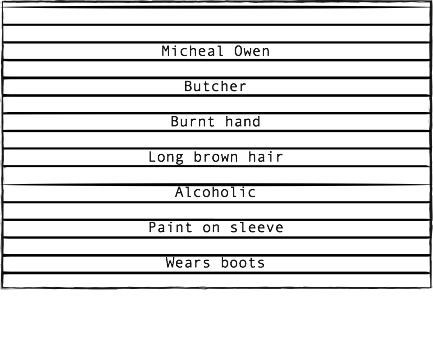 Micheal Owen
Butcher
Burnt hand
Long brown hair
Alcoholic
Paint on sleeve
Wears boots